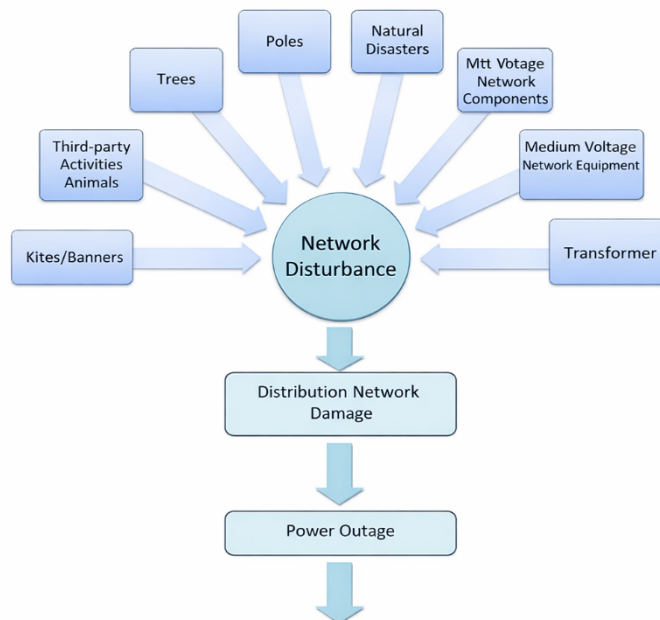 Poles
Natural
Disasters
Mtt Votage
Network
Components
Trees
Third-party
Activities
Animals
Medium Voltage
Network Equipment
Kites/Banners
Network
Disturbance
Transformer
Distribution Network
Damage
Power Outage